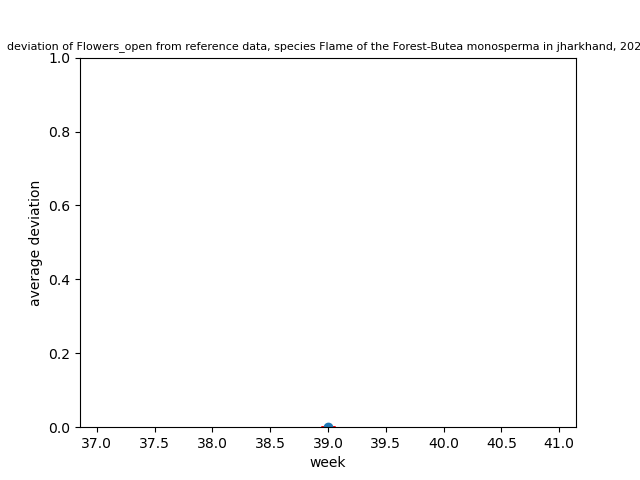 deviation of Flowers_open from reference data, species Flame of the Forest-Butea monosperma in jharkhand, 202
1.0
0.8
0.6
0.4
0.2
0.0
average deviation
37.0 37.5 38.0 38.5 39.0 39.5 40.0 40.5 41.0
week